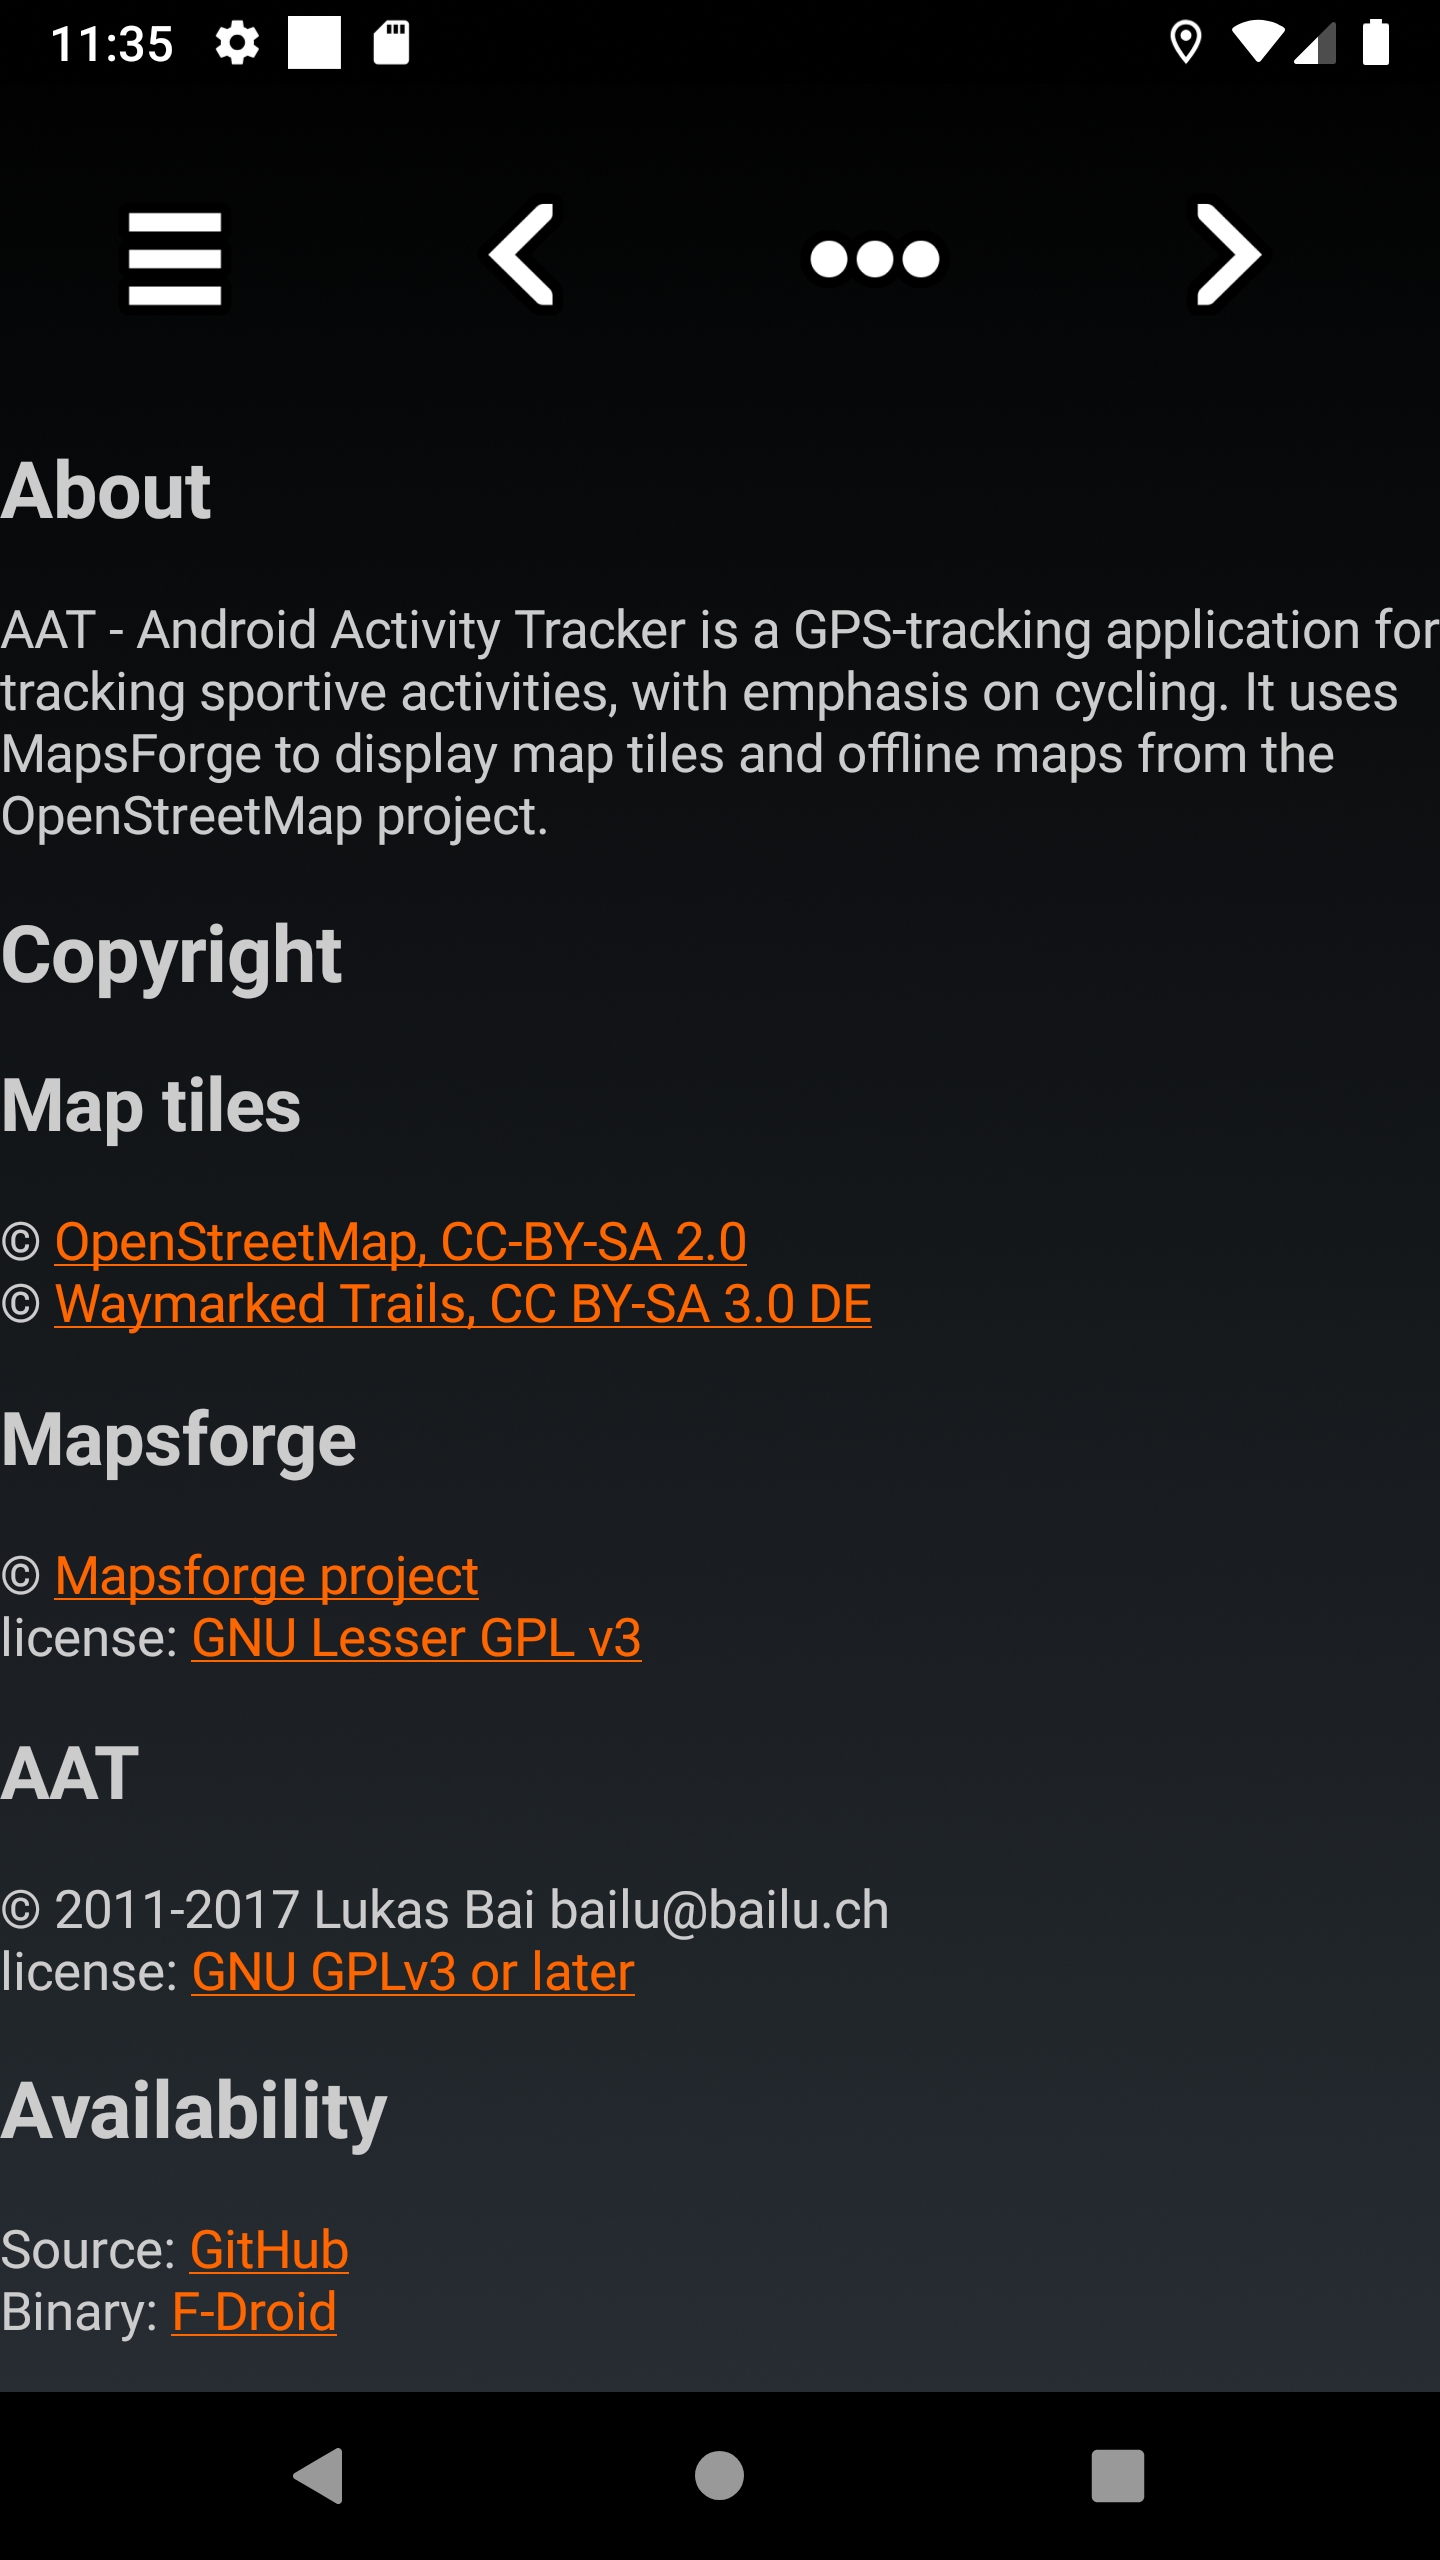 11:35
About
AAT - Android Activity Tracker is a GPS-tracking application for
tracking sportive activities, with emphasis on cycling. It uses
MapsForge to display map tiles and offline maps from the
OpenStreetMap project.
Copyright
Map tiles
© OpenStreetMap, CC-BY-SA 2.0
© Waymarked Trails, CC BY-SA 3.0 DE
Mapsforge
© Mapsforge project
license: GNU Lesser GPL v3
AAT
© 2011-2017 Lukas Bai bailu@bailu.ch
license: GNU GPLv3 or later
Availability
Source: GitHub
Binary: F-Droid